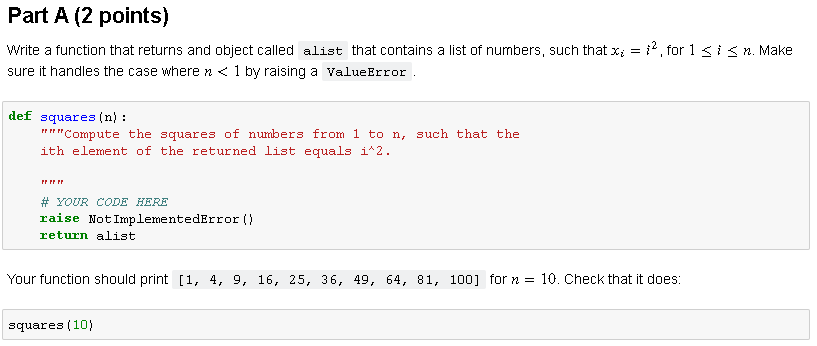 Part A (2 points)
Write a function that returns and object called alist that contains a list of numbers, such that xᵢ = i², for 1 ≤ i ≤ n. Make
sure it handles the case where n < 1 by raising a ValueError .
def squares(n):
"""Compute the squares of numbers from 1 to n, such that the
ith element of the returned list equals i^2.
"""
# YOUR CODE HERE
raise NotImplementedError()
return alist
Your function should print [1, 4, 9, 16, 25, 36, 49, 64, 81, 100] for n = 10. Check that it does:
squares(10)